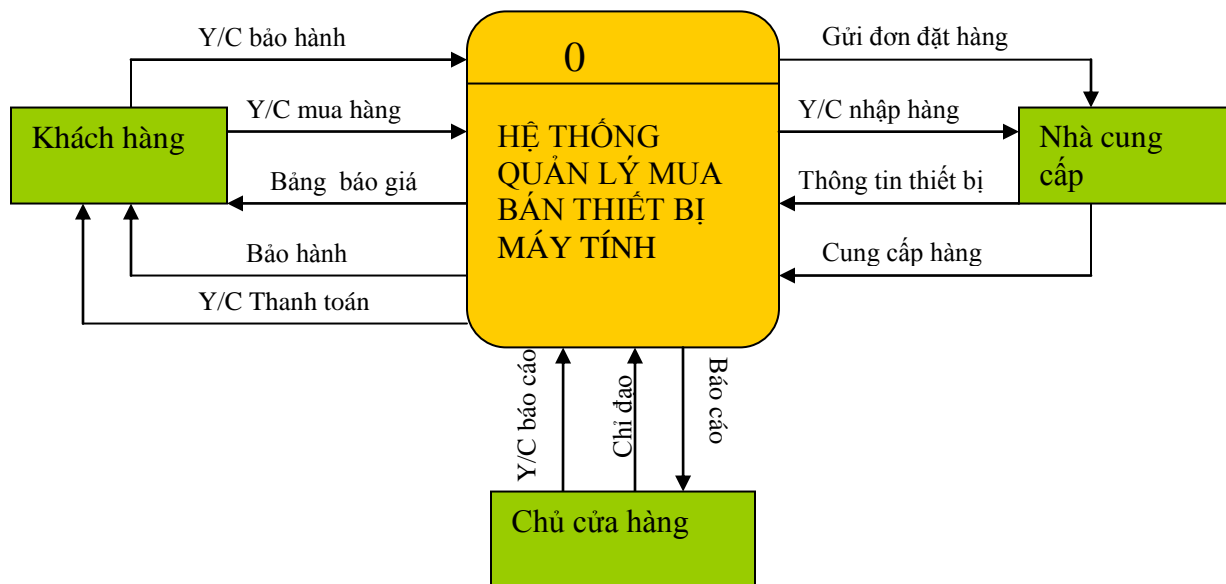 Y/C bảo hành
0
Gửi đơn đặt hàng
Khách hàng
Y/C mua hàng
HỆ THỐNG
QUẢN LÝ MUA
BÁN THIẾT BỊ
MÁY TÍNH
Y/C nhập hàng
Nhà cung
cấp
Bảng báo giá
Thông tin thiết bị
Bảo hành
Cung cấp hàng
Y/C Thanh toán
Y/C báo cáo
Chỉ đạo
Báo cáo
Chủ cửa hàng